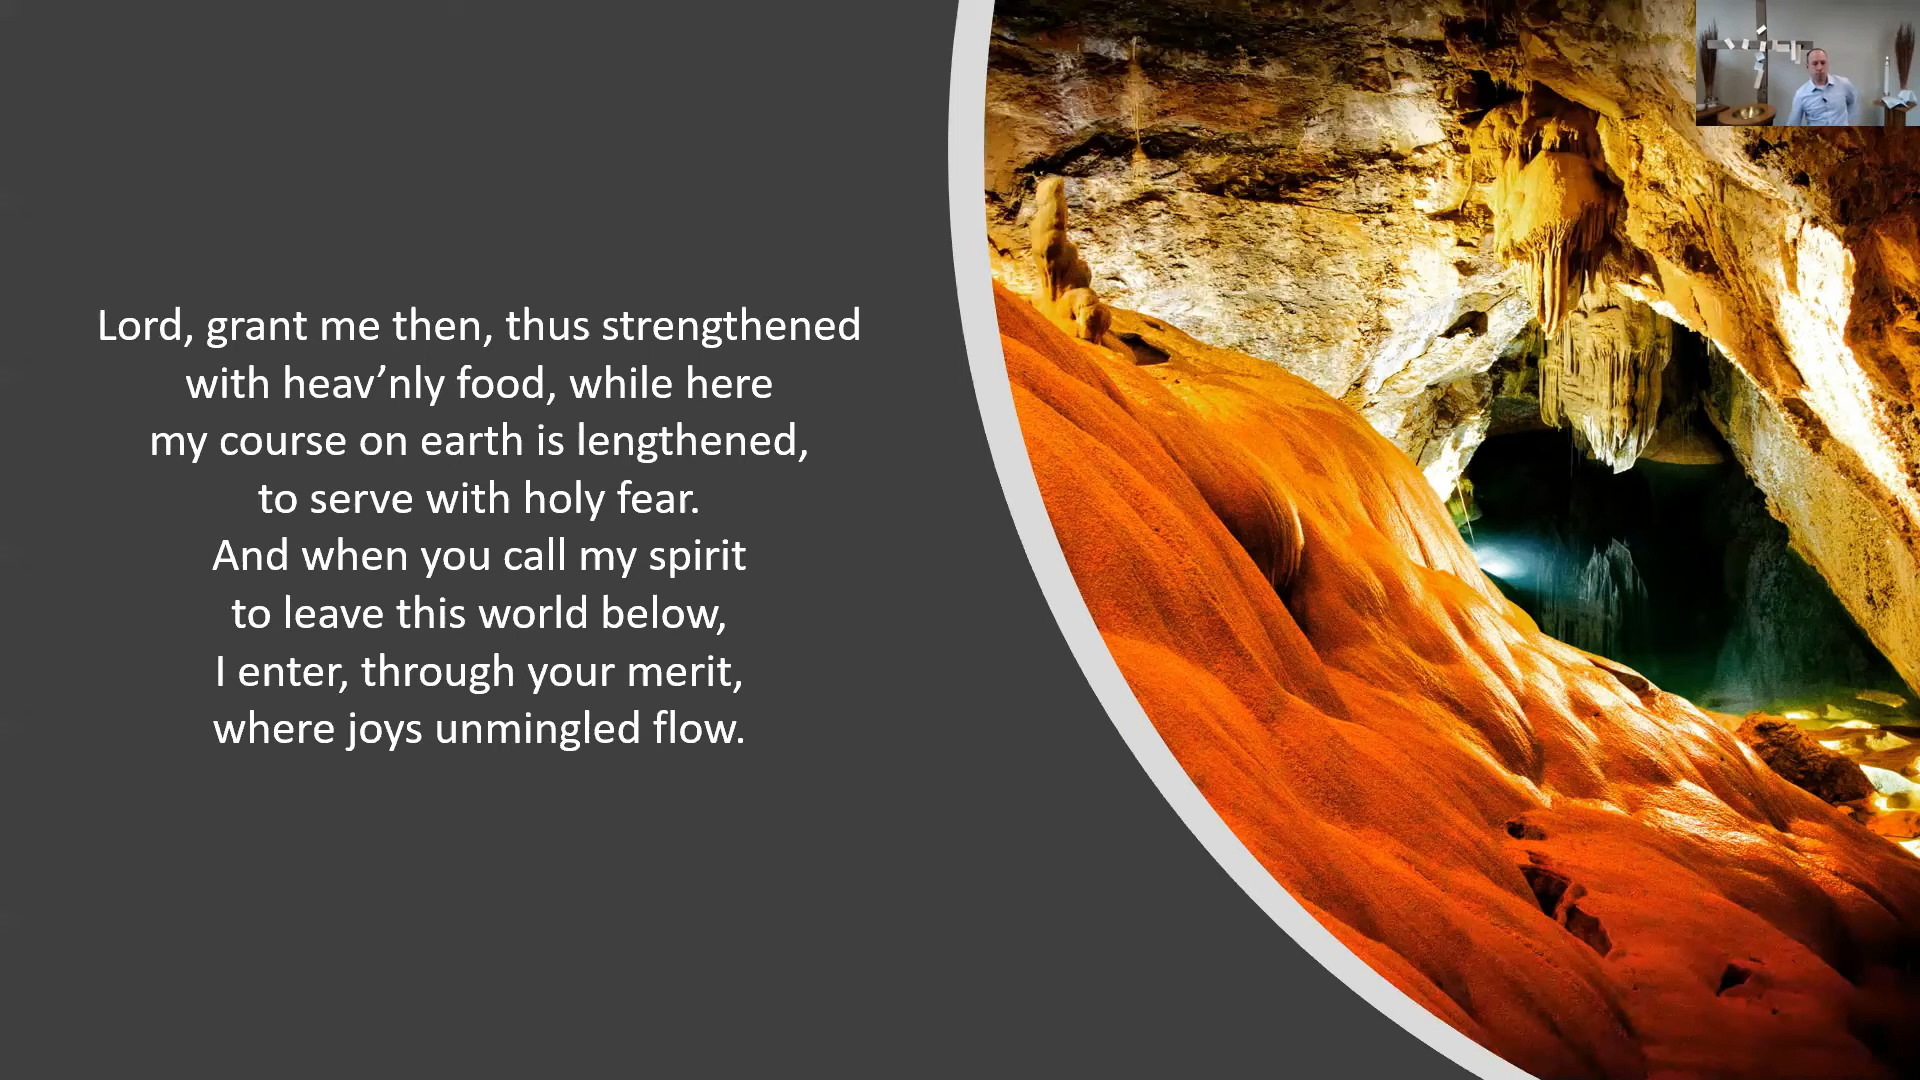 Lord, grant me then, thus strengthened
with heav’nly food, while here
my course on earth is lengthened,
to serve with holy fear.
And when you call my spirit
to leave this world below,
I enter, through your merit,
where joys unmingled flow.